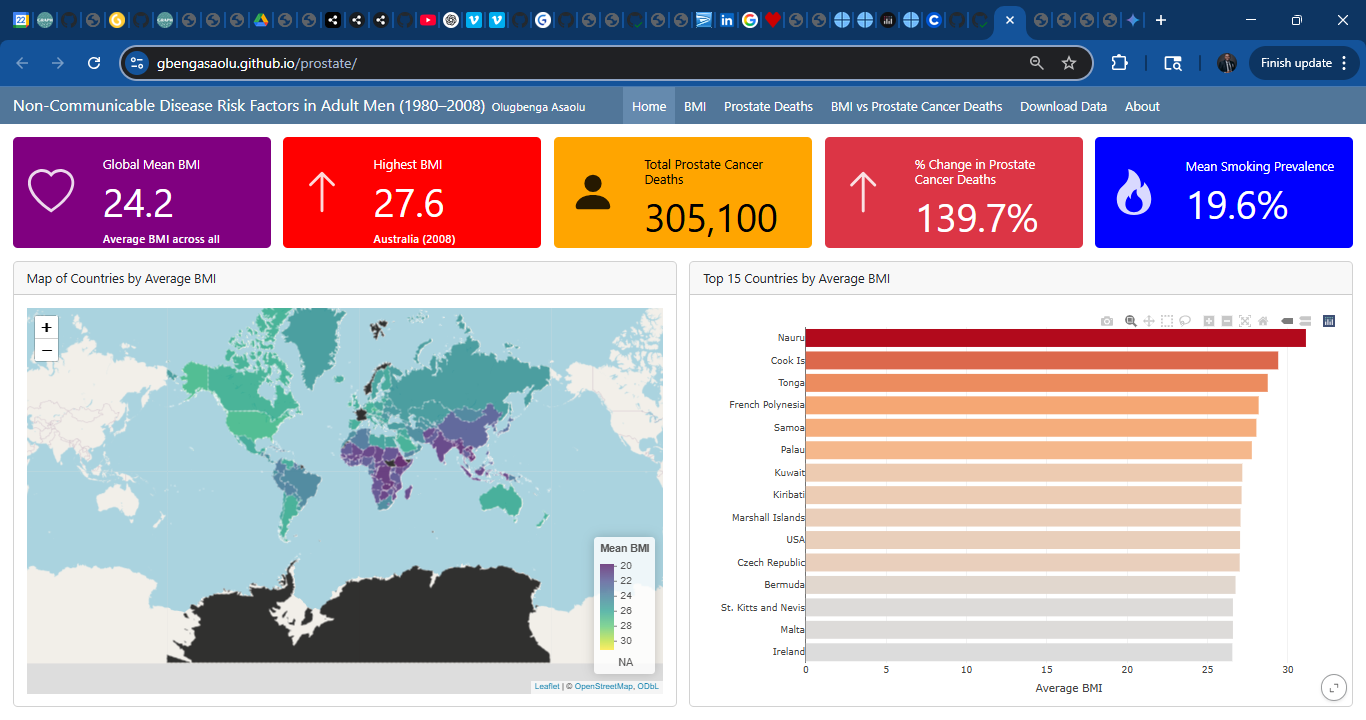 22
gbengasaolu.github.io/prostate/
Finish update
Non-Communicable Disease Risk Factors in Adult Men (1980–2008) Olugbenga Asaolu
Home
BMI
Prostate Deaths
BMI vs Prostate Cancer Deaths
Download Data
About
Global Mean BMI
24.2
Average BMI across all
Highest BMI
27.6
Australia (2008)
Total Prostate Cancer
Deaths
305,100
% Change in Prostate
Cancer Deaths
139.7%
Mean Smoking Prevalence
19.6%
Map of Countries by Average BMI
+
−
Mean BMI
20
22
24
26
28
30
NA
Leaflet | © OpenStreetMap, ODbL
Top 15 Countries by Average BMI
Nauru
Cook Is
Tonga
French Polynesia
Samoa
Palau
Kuwait
Kiribati
Marshall Islands
USA
Czech Republic
Bermuda
St. Kitts and Nevis
Malta
Ireland
0 5 10 15 20 25 30
Average BMI